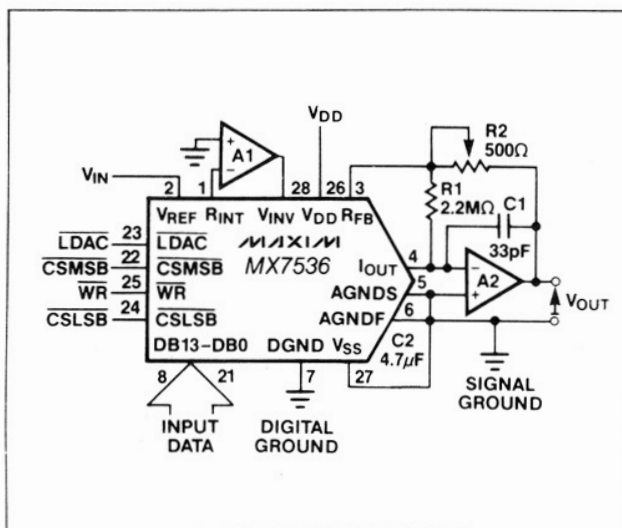 VDD
R2
500Ω
A1
+
−
VIN
2
1
28
26
3
R1
2.2MΩ
C1
33pF
VREF
RINT
VINV
VDD
RFB
LDAC
23
LDAC
MAXIM
CSMSB
22
CSMSB
MX7536
IOUT
4
−
A2
+
WR
25
WR
AGNDS
5
VOUT
CSLSB
24
CSLSB
AGNDF
6
DB13–DB0
DGND
VSS
C2
4.7μF
8
21
7
27
INPUT
DATA
DIGITAL
GROUND
SIGNAL
GROUND